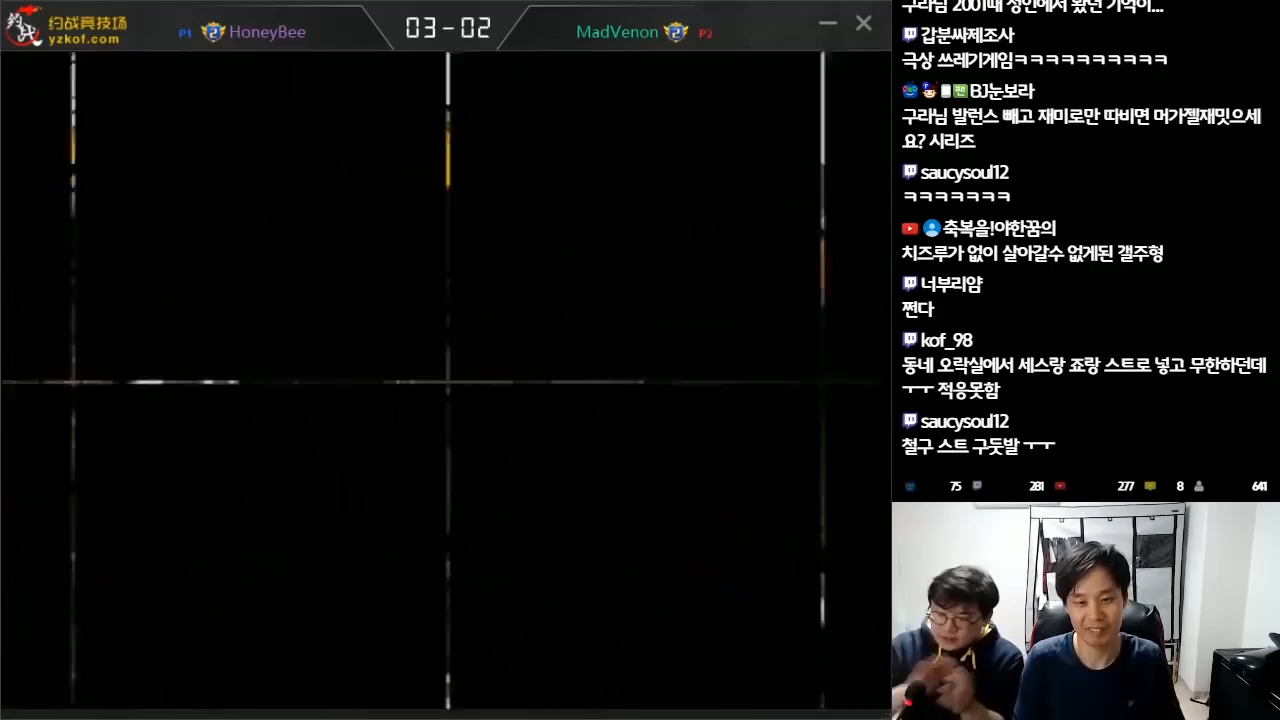 约战竞技场
yzkof.com
P1 2 HoneyBee
03-02
MadVenon 2 P2
구라님 2001때 성인에서 왔던 기억이...
갑분싸제조사
극상 쓰레기게임ㅋㅋㅋㅋㅋㅋㅋㅋㅋㅋ
팬 BJ눈보라
구라님 발런스 빼고 재미로만 따비면 머가젤재밋으세
요? 시리즈
saucysoul12
ㅋㅋㅋㅋㅋㅋㅋ
축복을!야한꿈의
치즈루가 없이 살아갈수 없게된 갤주형
너부리얌
쩐다
kof_98
동네 오락실에서 세스랑 죠랑 스트로 넣고 무한하던데
ㅜㅜ 적응못함
saucysoul12
철구 스트 구둣발 ㅜㅜ
75 281 277 8 641